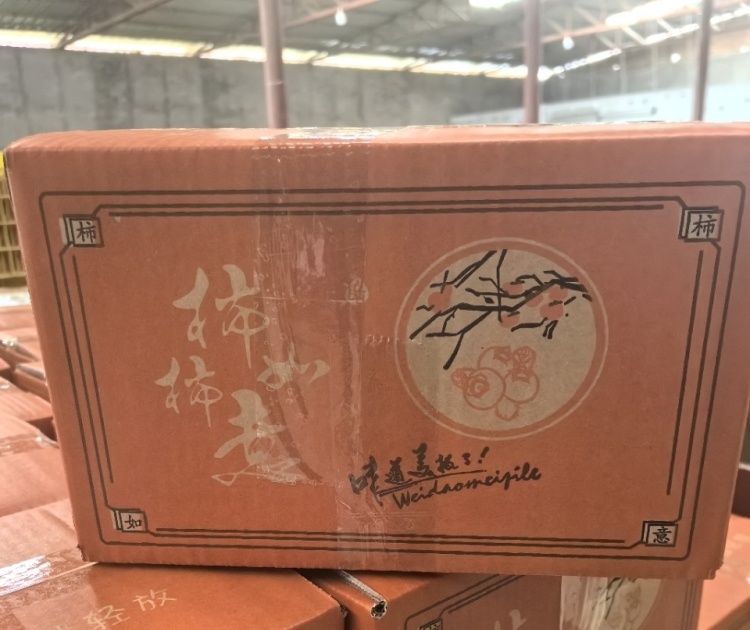 柿 柿
柿柿如意
味道美极了!
Weidaomeijile
如 意
轻放